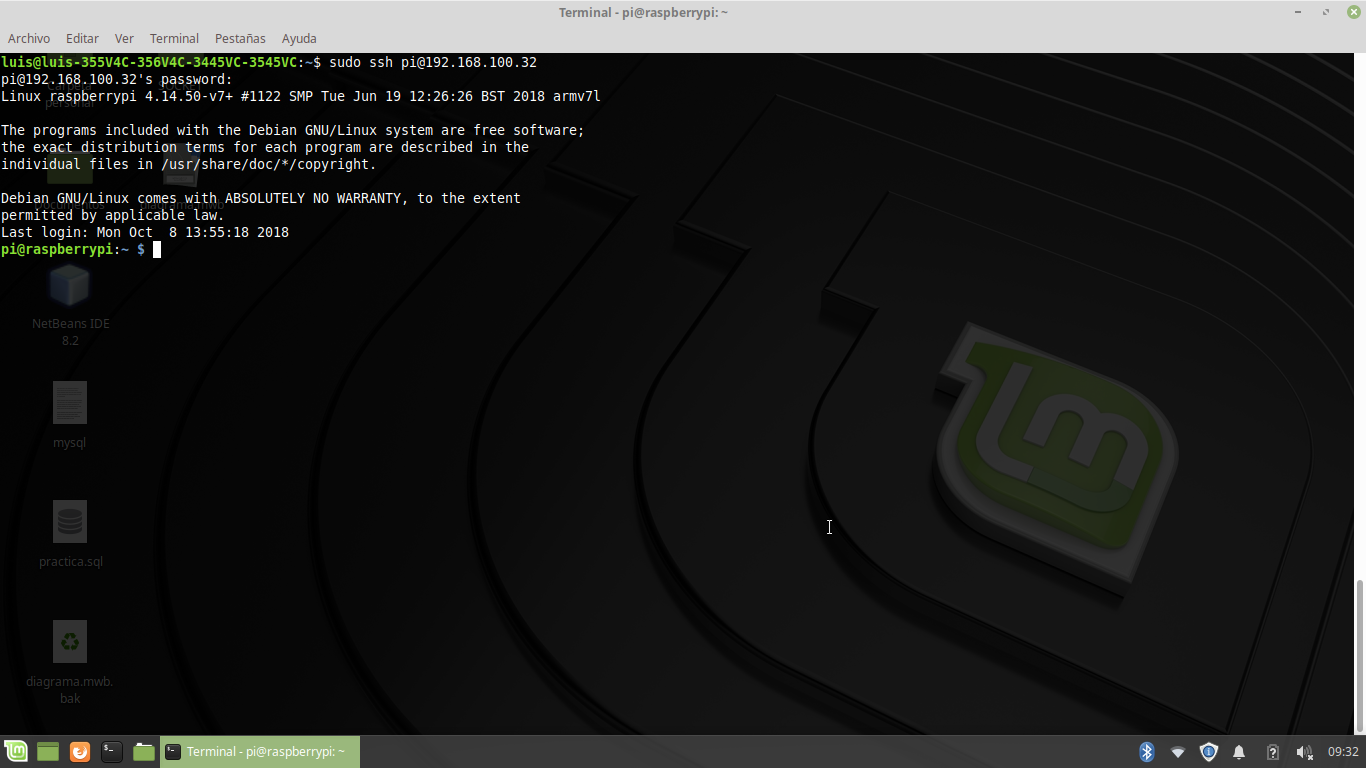 Terminal - pi@raspberrypi: ~
Archivo Editar Ver Terminal Pestañas Ayuda
luis@luis-355V4C-356V4C-3445VC-3545VC:~$ sudo ssh pi@192.168.100.32
pi@192.168.100.32's password:
Linux raspberrypi 4.14.50-v7+ #1122 SMP Tue Jun 19 12:26:26 BST 2018 armv7l
The programs included with the Debian GNU/Linux system are free software;
the exact distribution terms for each program are described in the
individual files in /usr/share/doc/*/copyright.
Debian GNU/Linux comes with ABSOLUTELY NO WARRANTY, to the extent
permitted by applicable law.
Last login: Mon Oct  8 13:55:18 2018
pi@raspberrypi:~ $
Carpeta
personal
Documentos
diagrama.mwb
NetBeans IDE
8.2
mysql
practica.sql
diagrama.mwb.
bak
Terminal - pi@raspberrypi: ~
09:32